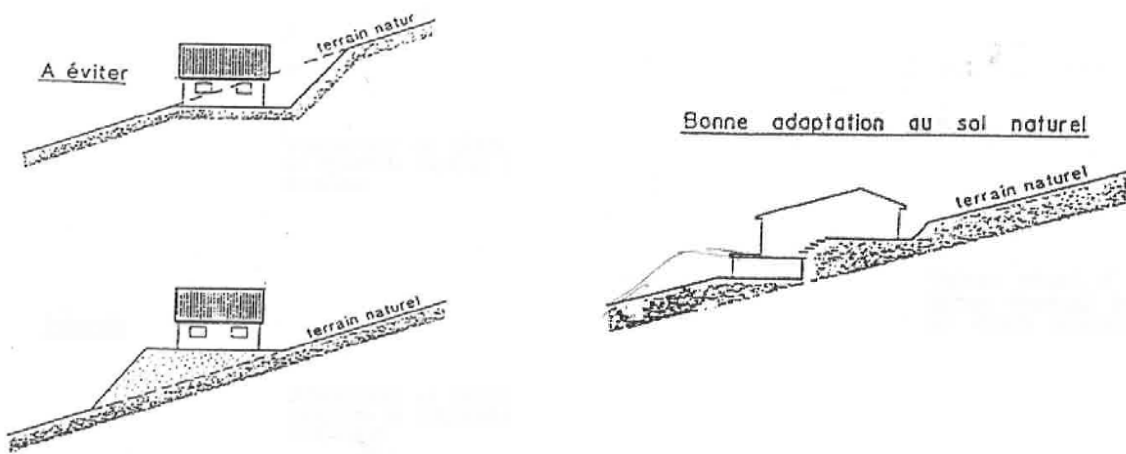 terrain natur
A éviter
Bonne adaptation au sol naturel
terrain naturel
terrain naturel